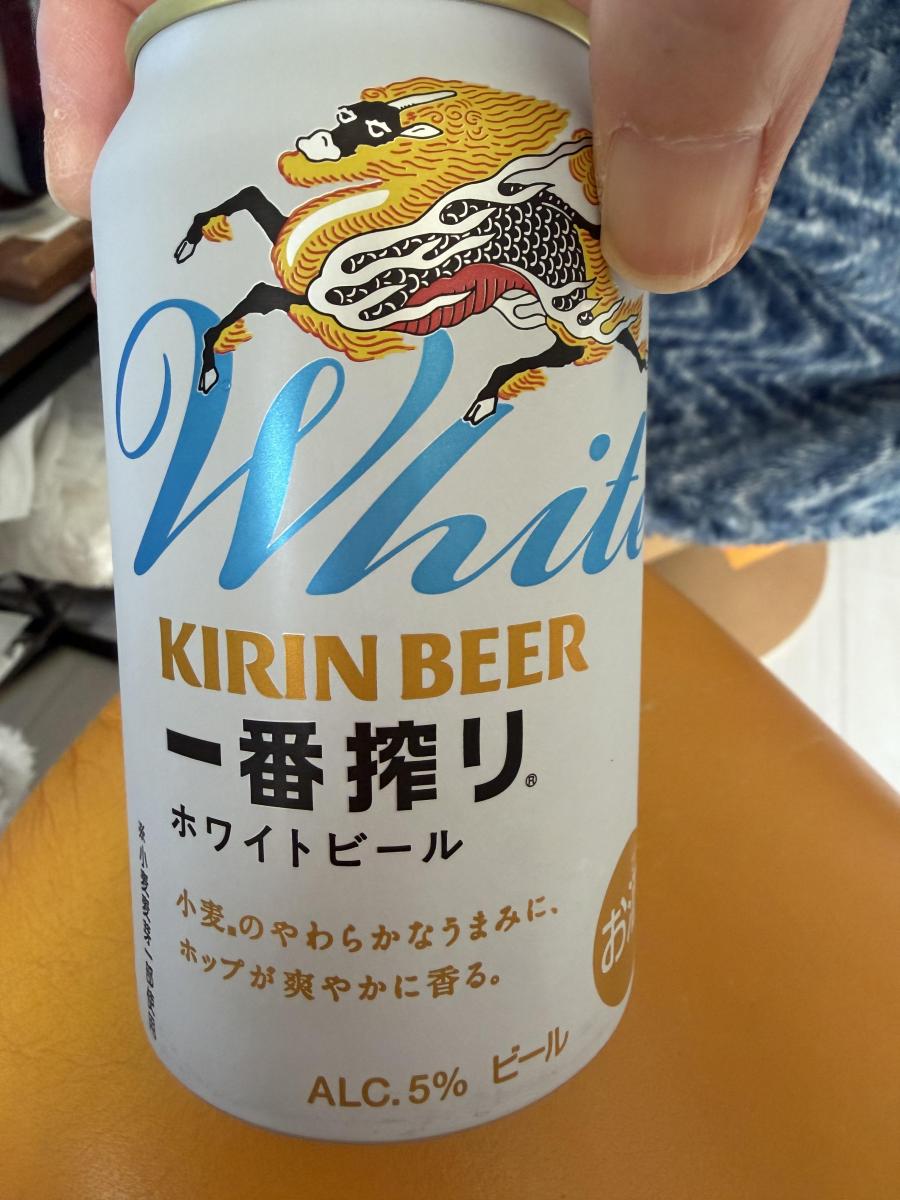 White
KIRIN BEER
一番搾り®
ホワイトビール
小麦※のやわらかなうまみに、
ホップが爽やかに香る。
ALC.5% ビール
お酒